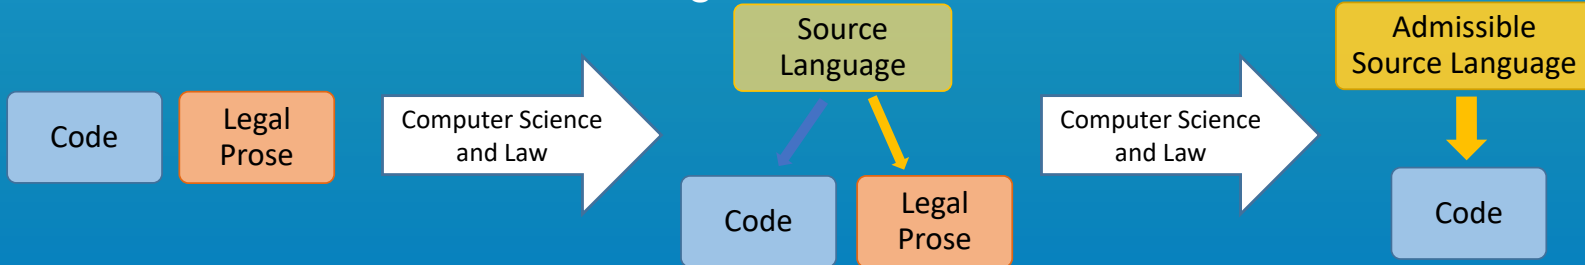 Code
Legal
Prose
Computer Science
and Law
Source
Language
Code
Legal
Prose
Computer Science
and Law
Admissible
Source Language
Code